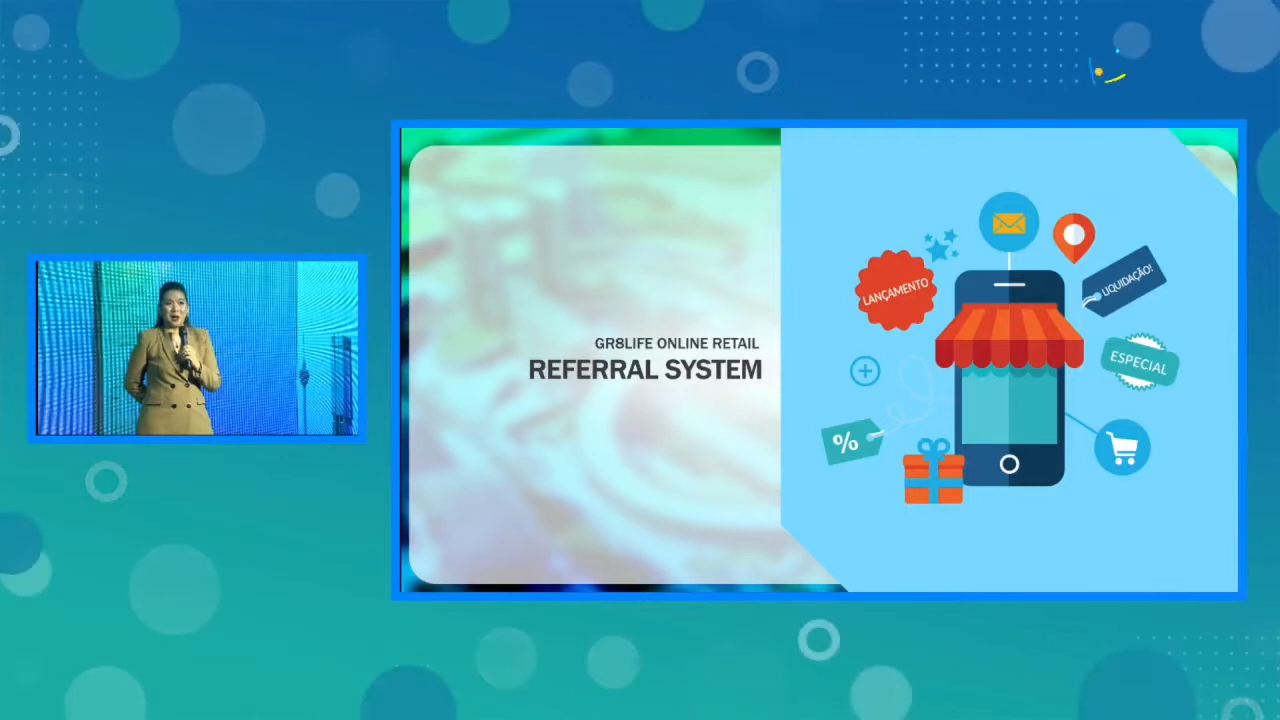 GR8LIFE ONLINE RETAIL
REFERRAL SYSTEM
LANÇAMENTO
LIQUIDAÇÃO!
ESPECIAL
%